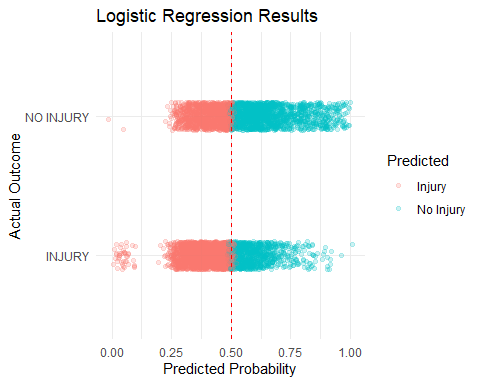 Logistic Regression Results
Actual Outcome
NO INJURY
INJURY
0.00 0.25 0.50 0.75 1.00
Predicted Probability
Predicted
Injury
No Injury